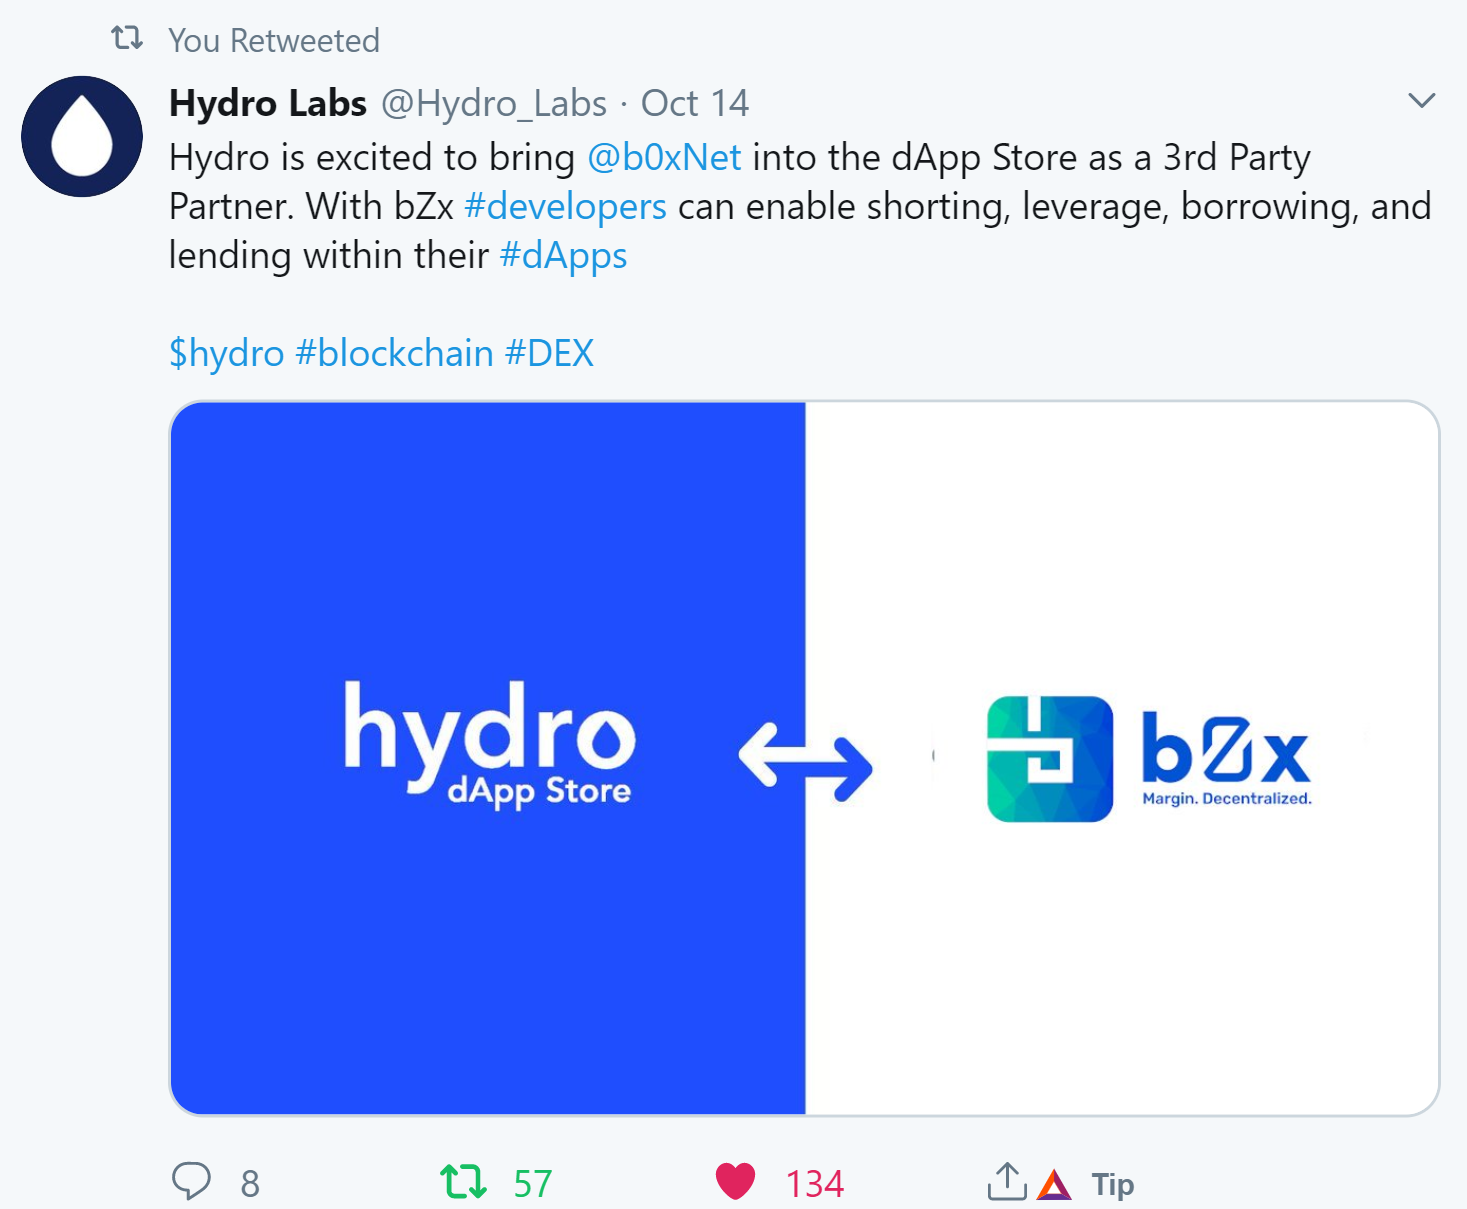 You Retweeted
Hydro Labs @Hydro_Labs · Oct 14
Hydro is excited to bring @b0xNet into the dApp Store as a 3rd Party
Partner. With bZx #developers can enable shorting, leverage, borrowing, and
lending within their #dApps
$hydro #blockchain #DEX
hydro
dApp Store
b0x
Margin. Decentralized.
8 57 134 Tip